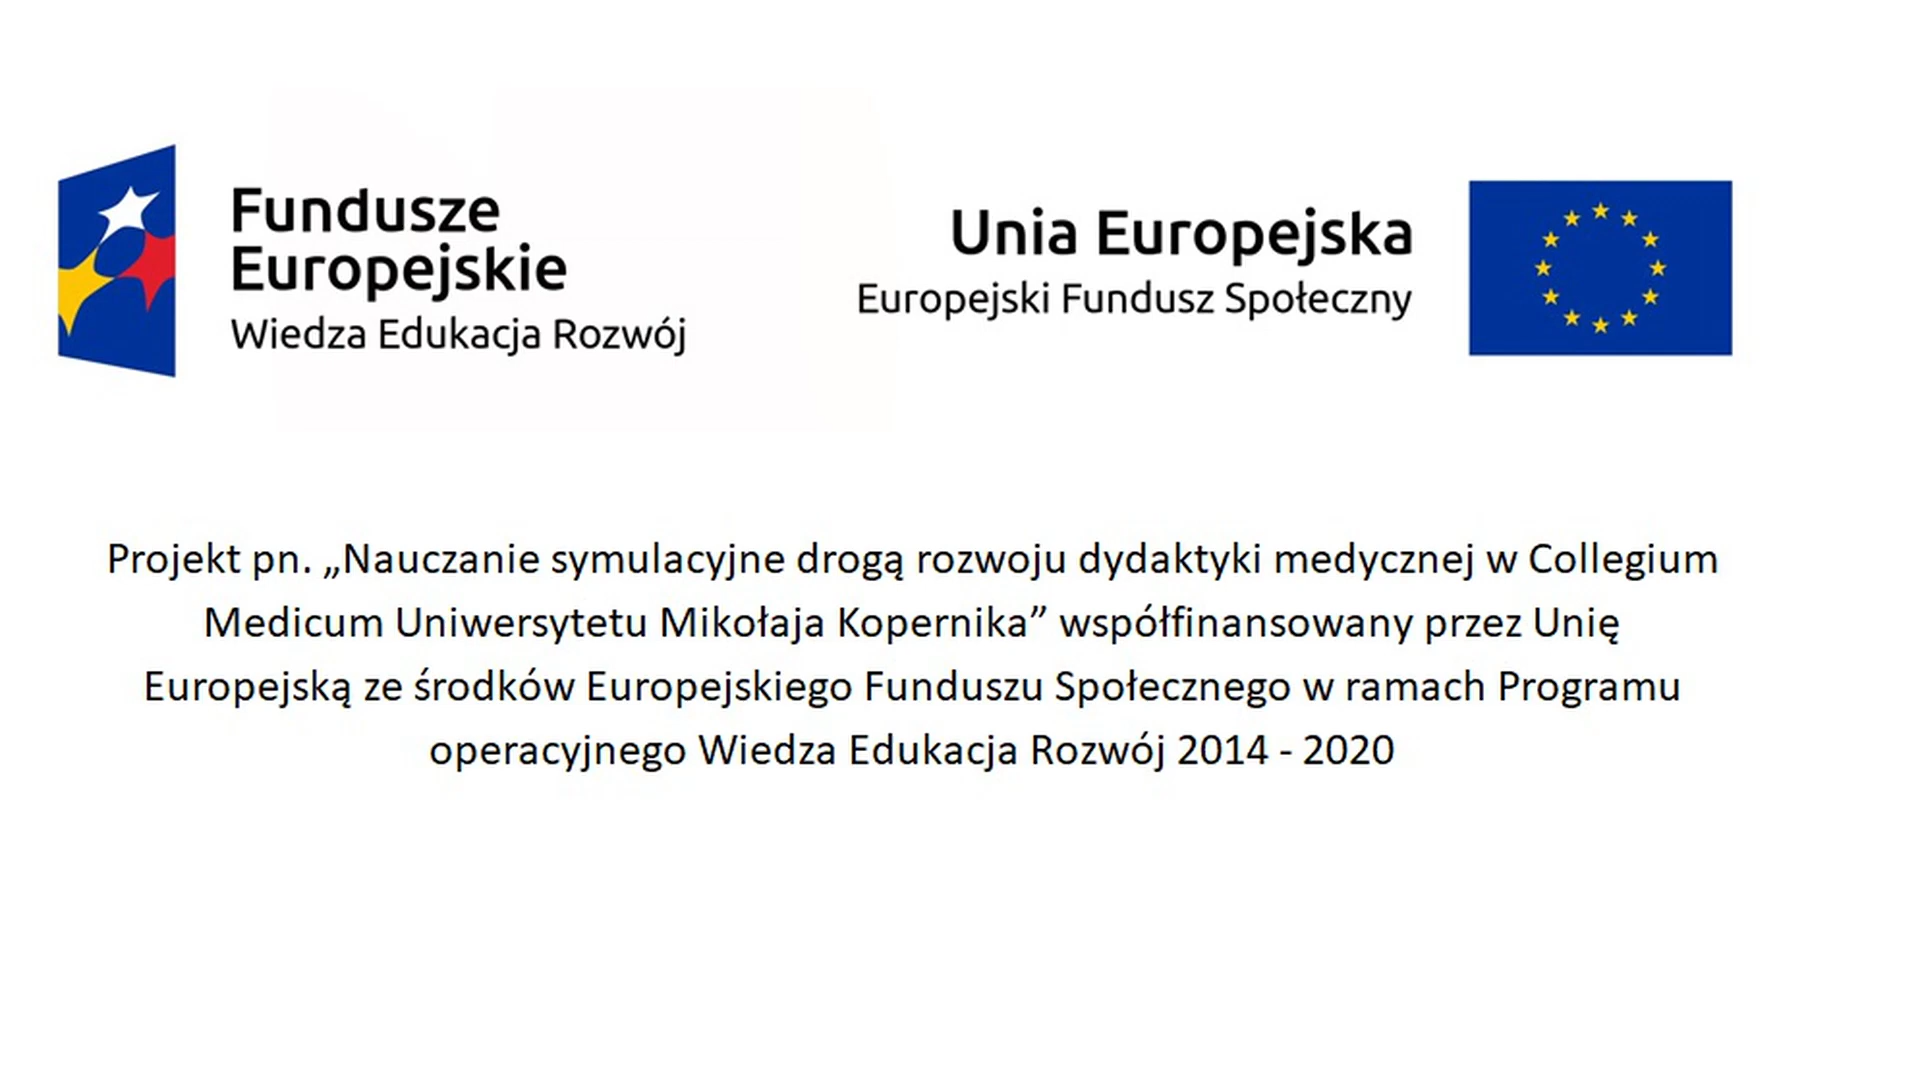 Fundusze
Europejskie
Wiedza Edukacja Rozwój
Unia Europejska
Europejski Fundusz Społeczny
Projekt pn. „Nauczanie symulacyjne drogą rozwoju dydaktyki medycznej w Collegium
Medicum Uniwersytetu Mikołaja Kopernika” współfinansowany przez Unię
Europejską ze środków Europejskiego Funduszu Społecznego w ramach Programu
operacyjnego Wiedza Edukacja Rozwój 2014 - 2020